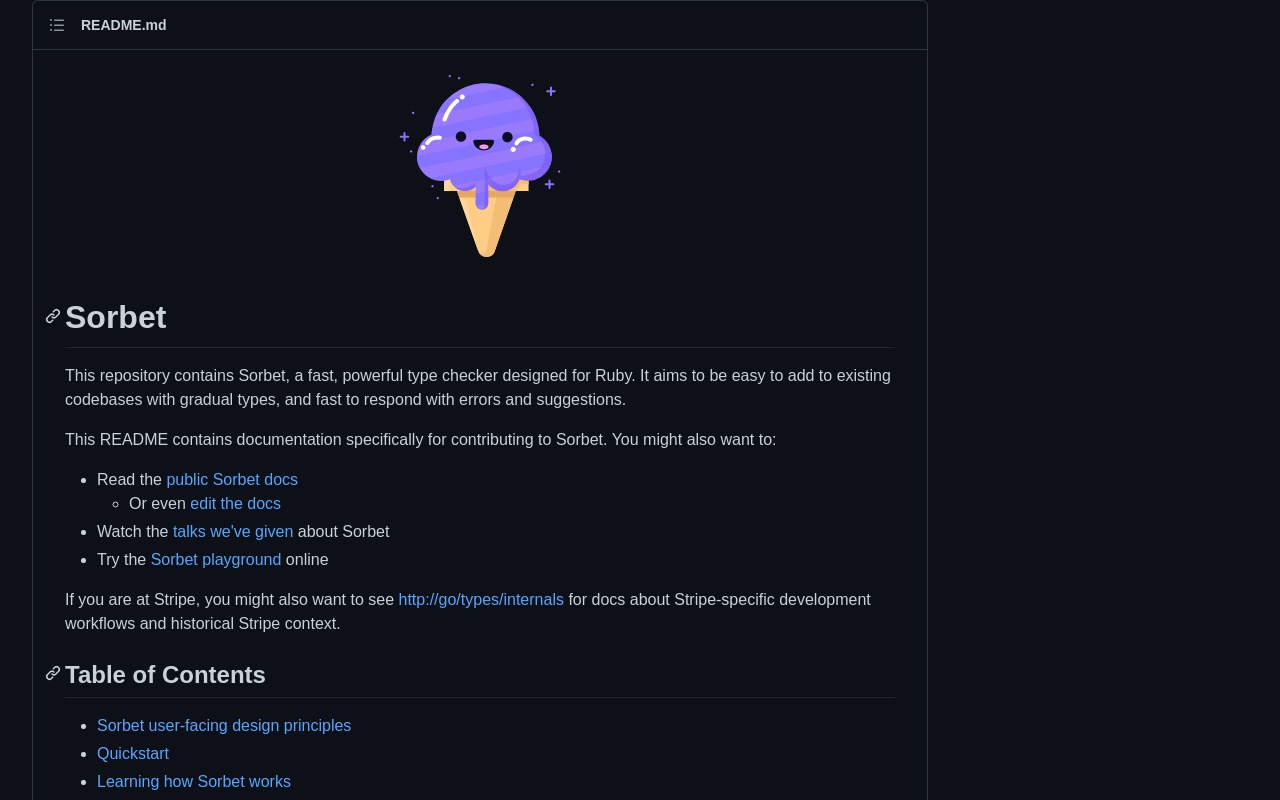 README.md
Sorbet
This repository contains Sorbet, a fast, powerful type checker designed for Ruby. It aims to be easy to add to existing
codebases with gradual types, and fast to respond with errors and suggestions.
This README contains documentation specifically for contributing to Sorbet. You might also want to:
Read the public Sorbet docs
Or even edit the docs
Watch the talks we've given about Sorbet
Try the Sorbet playground online
If you are at Stripe, you might also want to see http://go/types/internals for docs about Stripe-specific development
workflows and historical Stripe context.
Table of Contents
Sorbet user-facing design principles
Quickstart
Learning how Sorbet works